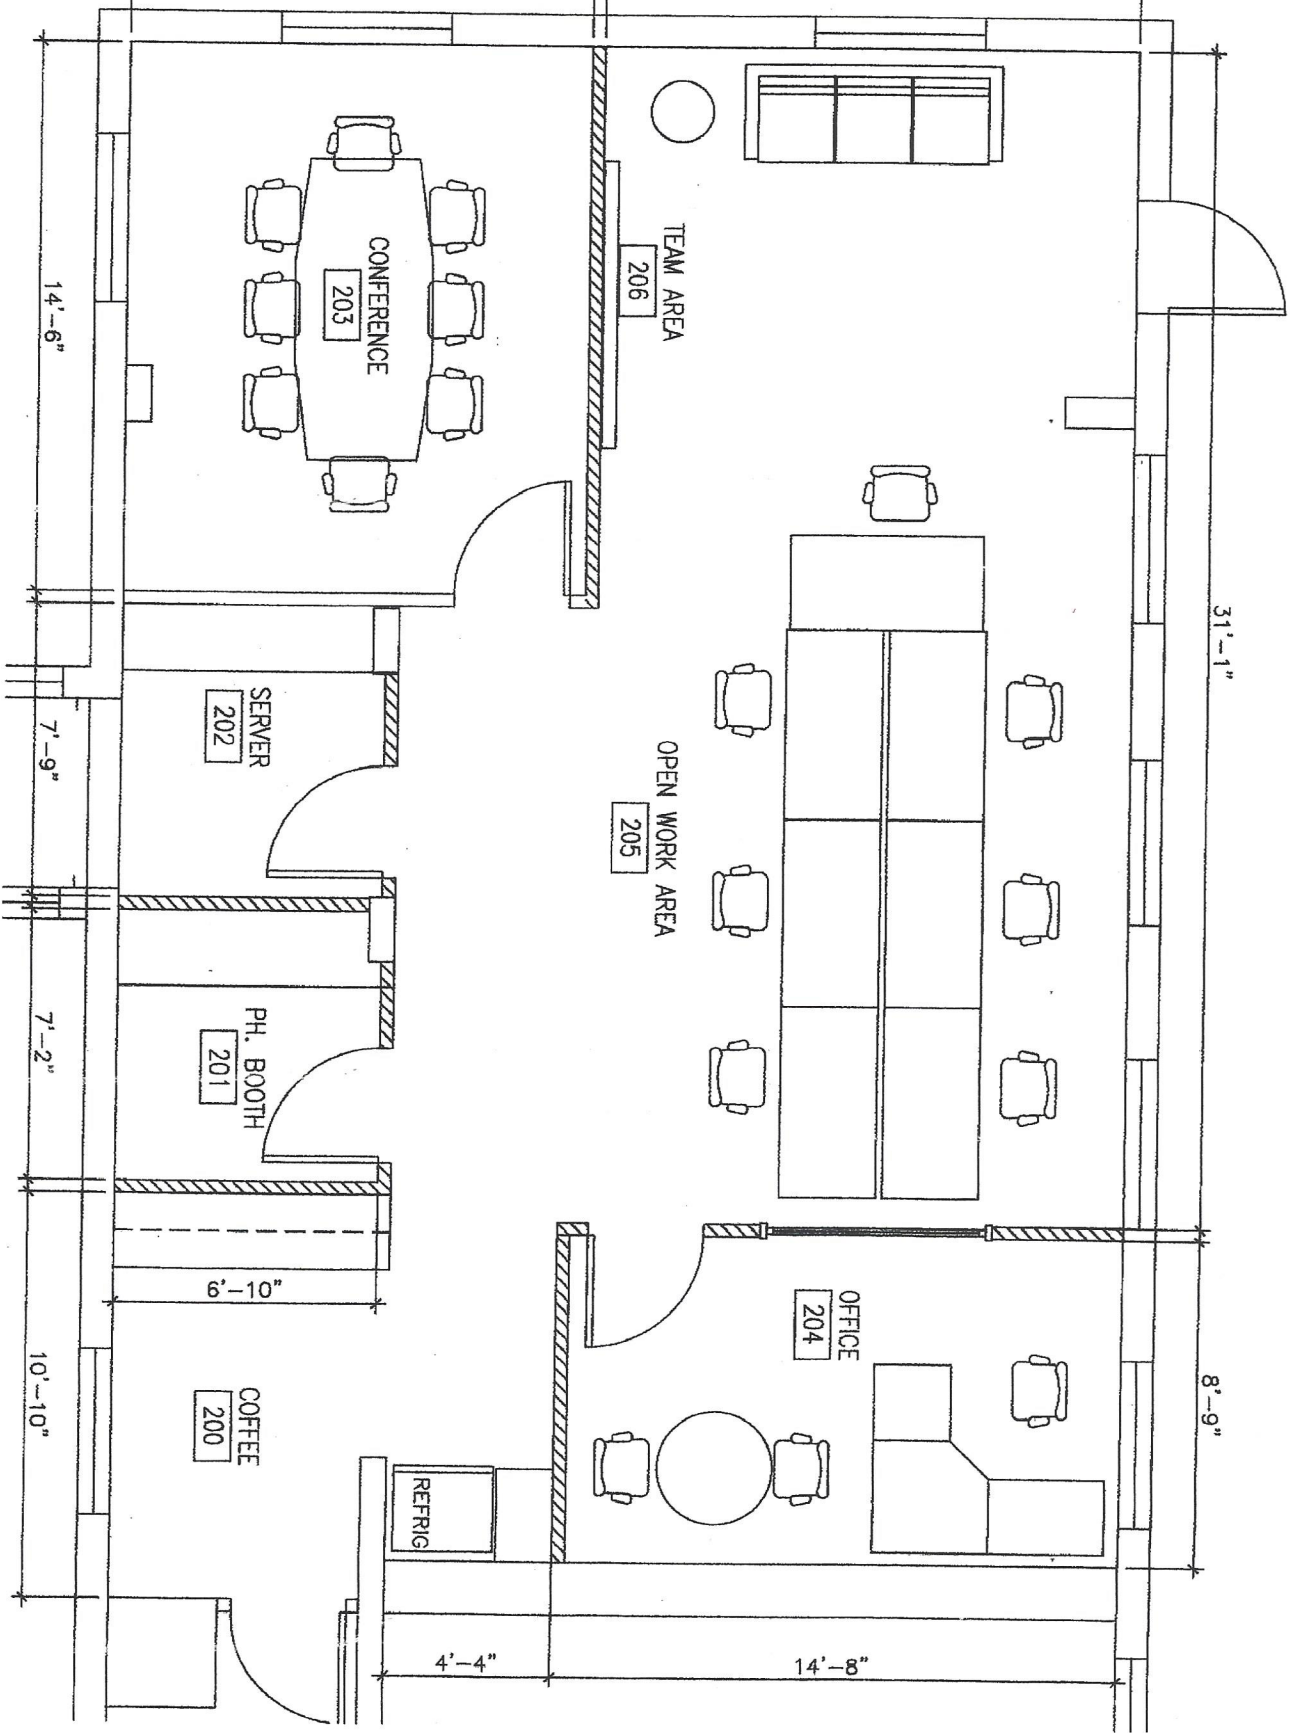 TEAM AREA
206
CONFERENCE
203
14'-6"
31'-1"
SERVER
202
7'-9"
OPEN WORK AREA
205
PH. BOOTH
201
7'-2"
6'-10"
OFFICE
204
8'-9"
COFFEE
200
10'-10"
REFRIG
4'-4"
14'-8"